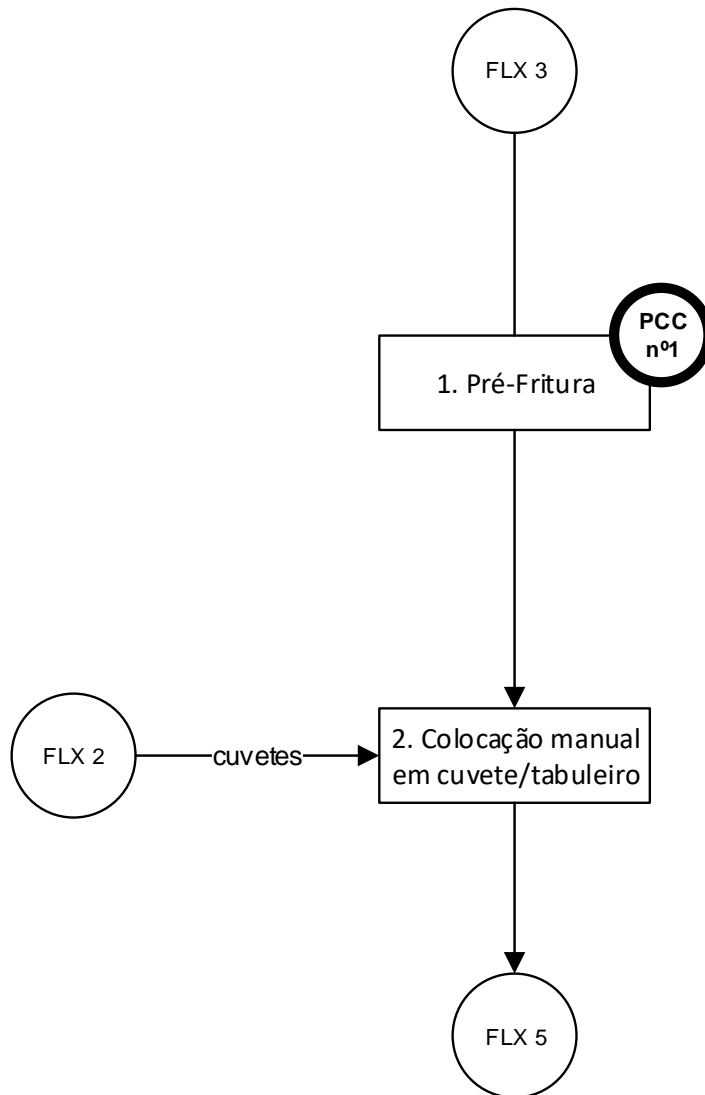 FLX 3
PCC
nº1
1. Pré-Fritura
2. Colocação manual
em cuvete/tabuleiro
FLX 2
cuvetes
FLX 5